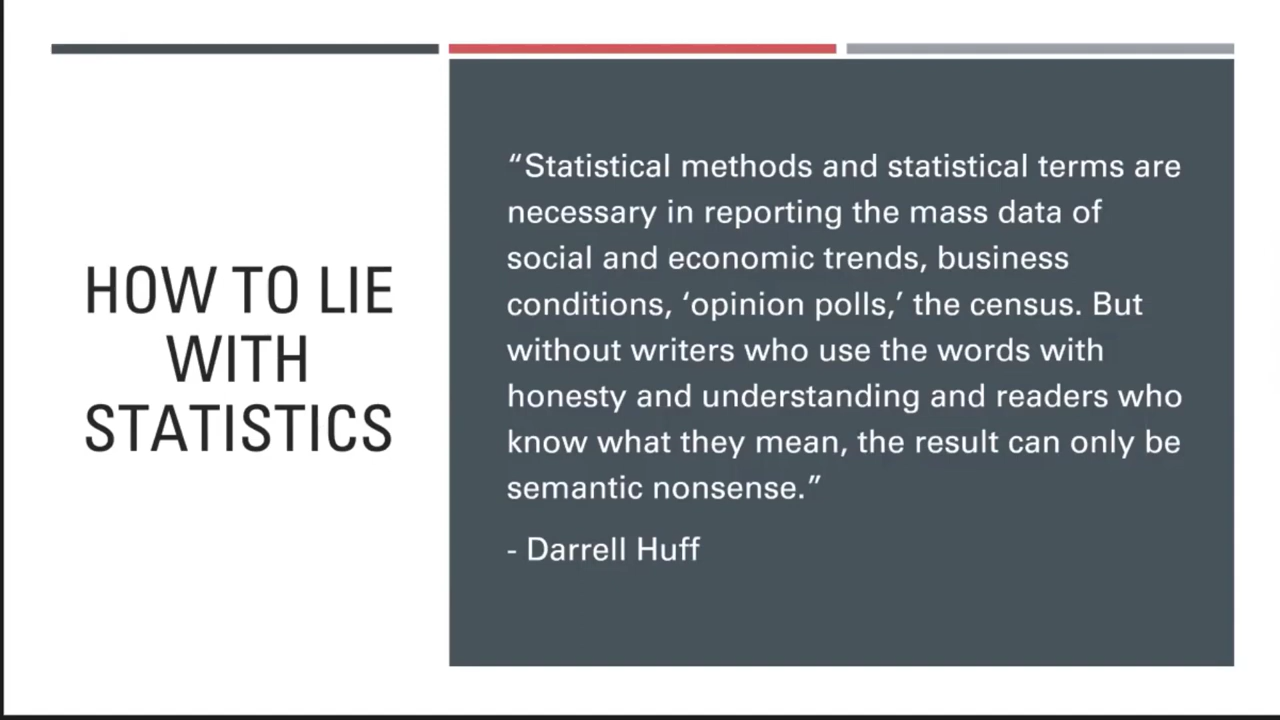 HOW TO LIE
WITH
STATISTICS
“Statistical methods and statistical terms are
necessary in reporting the mass data of
social and economic trends, business
conditions, ‘opinion polls,’ the census. But
without writers who use the words with
honesty and understanding and readers who
know what they mean, the result can only be
semantic nonsense.”
- Darrell Huff